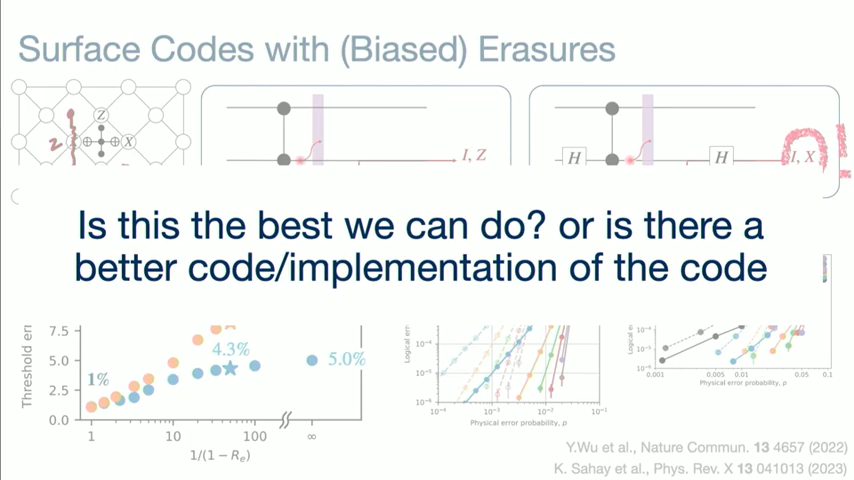 Surface Codes with (Biased) Erasures
Z
Z
X
I, Z
H
H
I, X
Is this the best we can do? or is there a
better code/implementation of the code
Threshold en
7.5
5.0
2.5
0.0
1%
4.3%
5.0%
1
10
100
∞
1/(1 − Rₑ)
Logical erro
10⁻⁴
10⁻⁵
10⁻⁶
10⁻⁴
10⁻³
10⁻²
10⁻¹
Physical error probability, p
10⁻⁴
10⁻⁵
10⁻⁶
0.001
0.005
0.01
0.05
0.1
Physical error probability, p
Y.Wu et al., Nature Commun. 13 4657 (2022)
K. Sahay et al., Phys. Rev. X 13 041013 (2023)